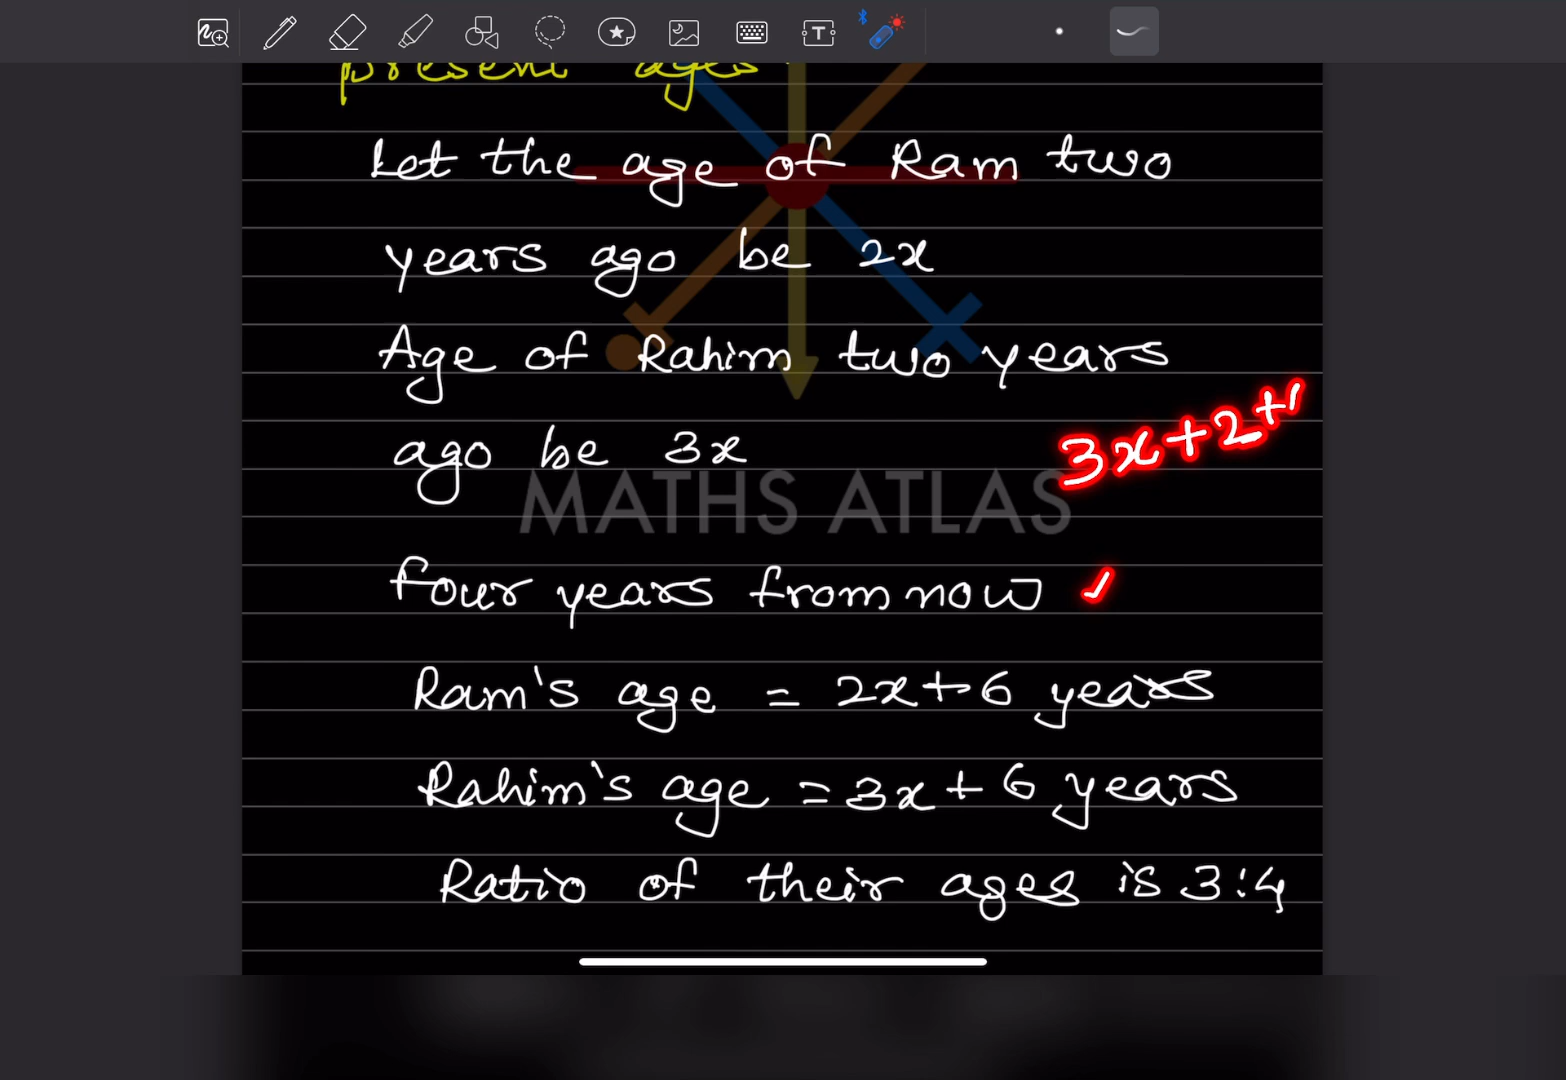 present ages
Let the age of Ram two
years ago be 2x
Age of Rahim two years
ago be 3x
3x+2+
MATHS ATLAS
four years from now ✓
Ram's age = 2x+6 years
Rahim's age = 3x+6 years
Ratio of their ages is 3:4